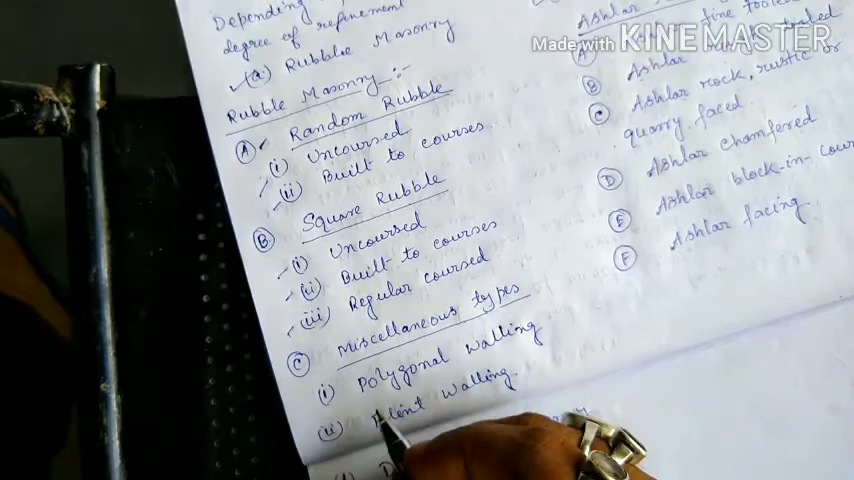 Depending
degree of refinement
(a) Rubble Masonry
Rubble Masonry :-
(A) Random Rubble
(i) Uncoursed
(ii) Built to courses
(B) Square Rubble
(i) Uncoursed
(ii) Built to courses
(iii) Regular coursed
(C) Miscellaneous types
(i) Polygonal walling
(ii) Flint walling.
Ashlar
(A) fine tooled
(B) Ashlar
(C) Ashlar rock, rustic or
quarry faced.
(D) Ashlar chamfered
(E) Ashlar block-in-cour
(F) Ashlar facing
Made with KINEMASTER